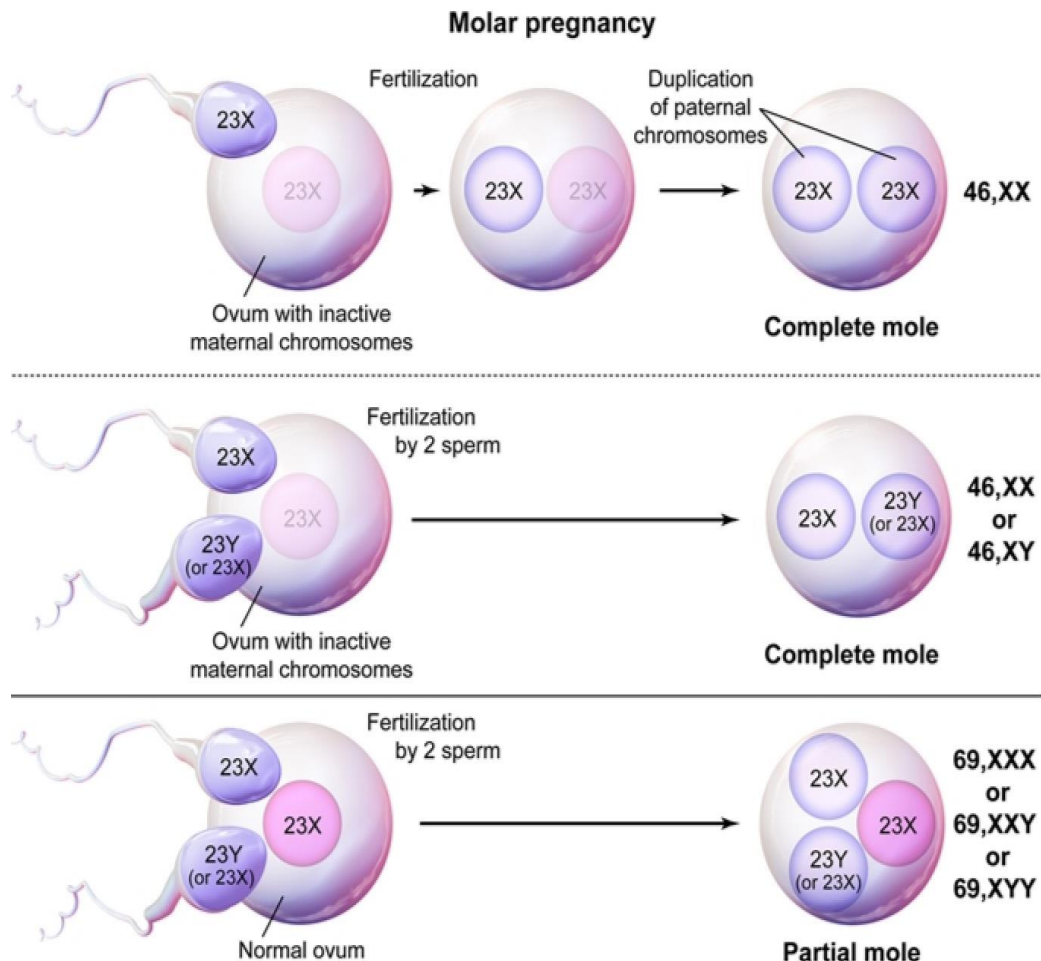 Molar pregnancy
Fertilization
Duplication
of paternal
chromosomes
23X
23X
23X
23X
23X
23X
46,XX
Ovum with inactive
maternal chromosomes
Complete mole
Fertilization
by 2 sperm
23X
23X
23Y
(or 23X)
23X
23Y
(or 23X)
46,XX
or
46,XY
Ovum with inactive
maternal chromosomes
Complete mole
Fertilization
by 2 sperm
23X
23X
23Y
(or 23X)
23X
23X
23Y
(or 23X)
69,XXX
or
69,XXY
or
69,XYY
Normal ovum
Partial mole